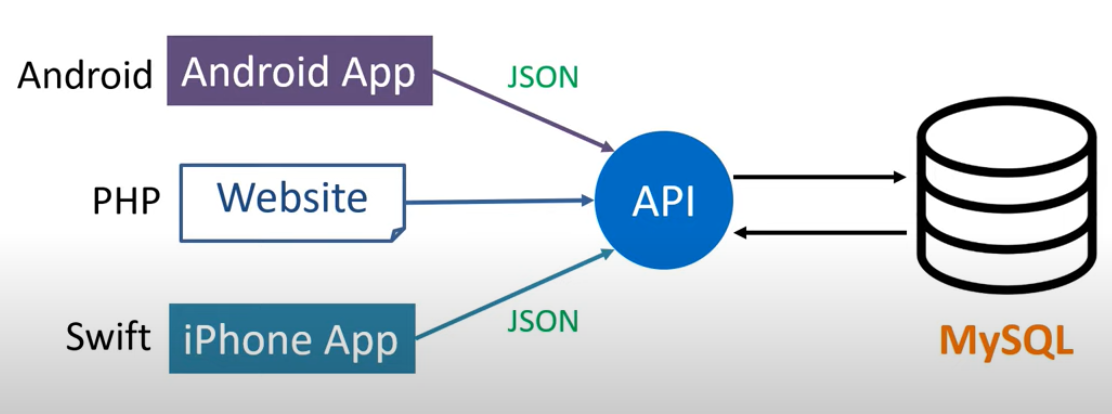 Android
Android App
JSON
PHP
Website
API
Swift
iPhone App
JSON
MySQL